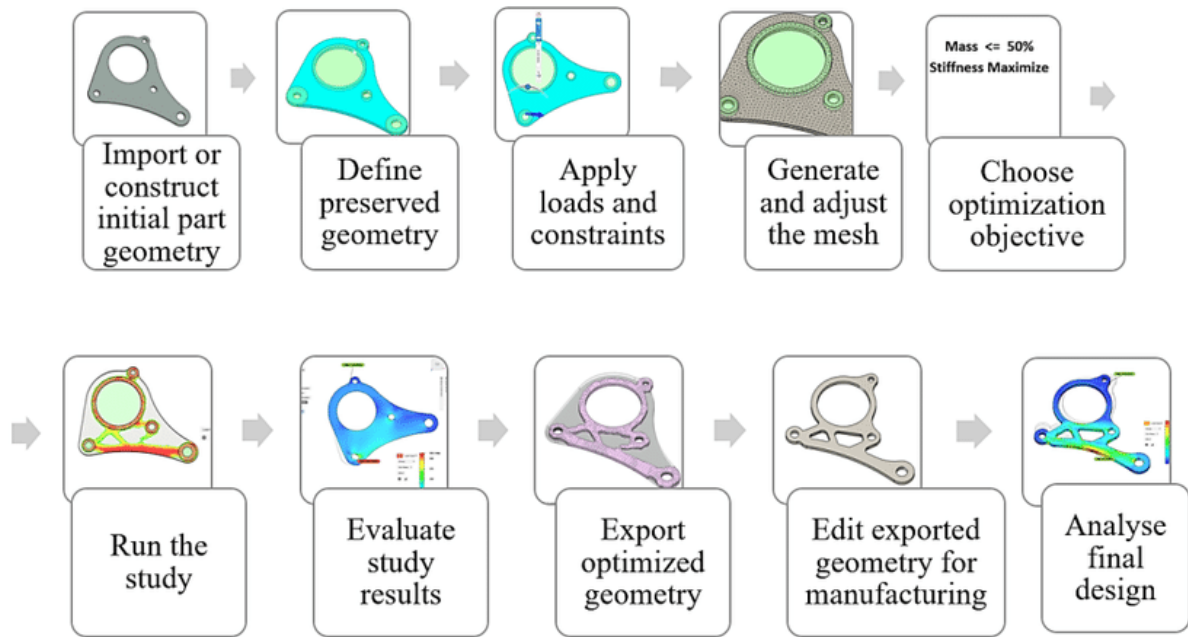 Mass <= 50%
Stiffness Maximize
Import or
construct
initial part
geometry
Define
preserved
geometry
Apply
loads and
constraints
Generate
and adjust
the mesh
Choose
optimization
objective
Run the
study
Evaluate
study
results
Export
optimized
geometry
Edit exported
geometry for
manufacturing
Analyse
final
design